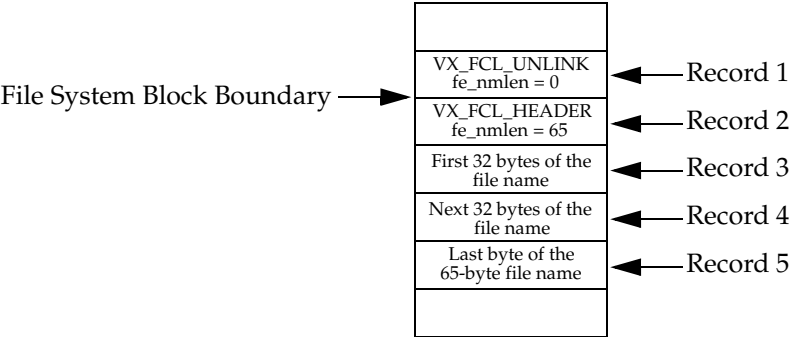 VX_FCL_UNLINK
fe_nmlen = 0
Record 1
File System Block Boundary
VX_FCL_HEADER
fe_nmlen = 65
Record 2
First 32 bytes of the
file name
Record 3
Next 32 bytes of the
file name
Record 4
Last byte of the
65-byte file name
Record 5